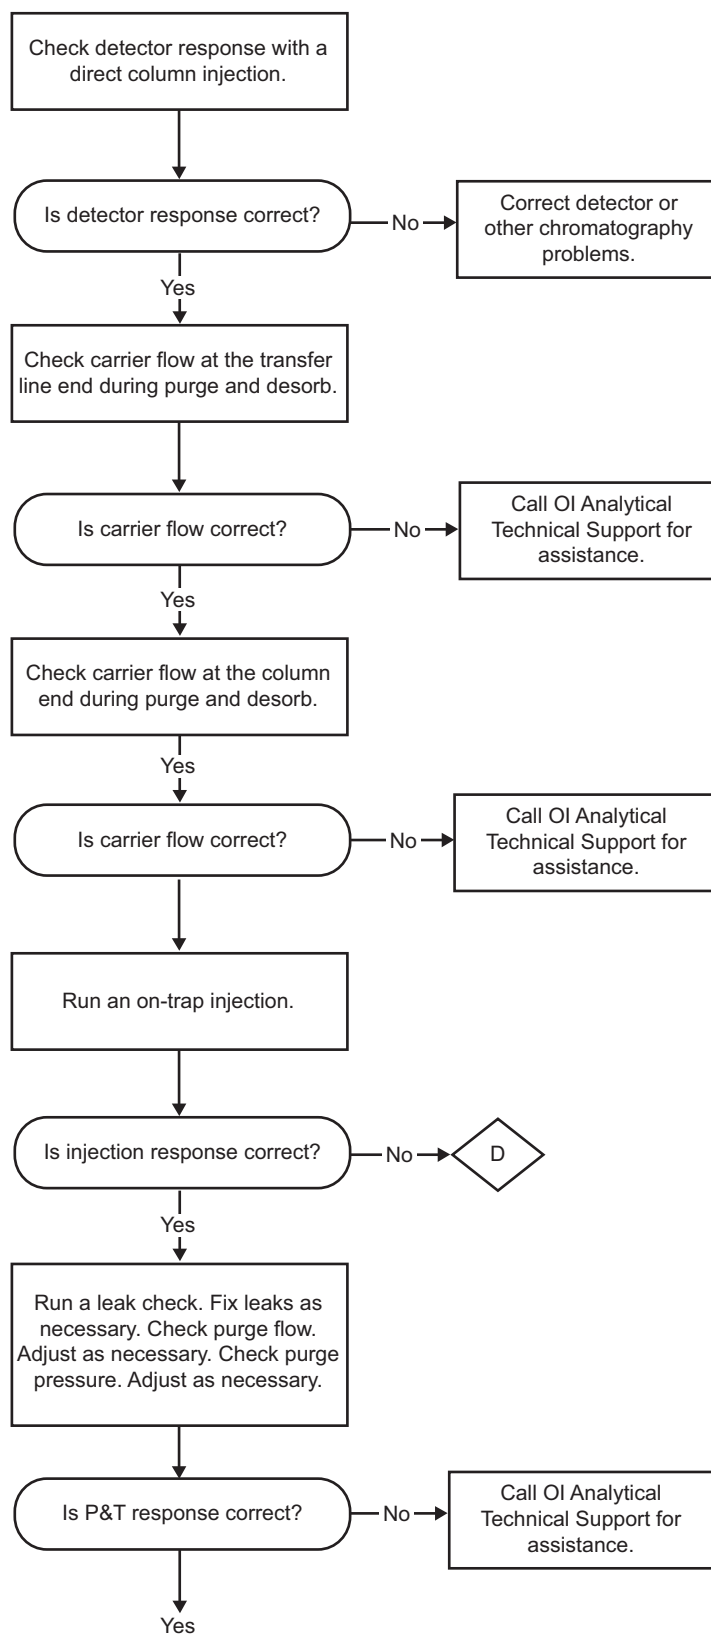 Check detector response with a
direct column injection.
Is detector response correct?
No
Correct detector or
other chromatography
problems.
Yes
Check carrier flow at the transfer
line end during purge and desorb.
Is carrier flow correct?
No
Call OI Analytical
Technical Support for
assistance.
Yes
Check carrier flow at the column
end during purge and desorb.
Yes
Is carrier flow correct?
No
Call OI Analytical
Technical Support for
assistance.
Run an on-trap injection.
Is injection response correct?
No
D
Yes
Run a leak check. Fix leaks as
necessary. Check purge flow.
Adjust as necessary. Check purge
pressure. Adjust as necessary.
Is P&T response correct?
No
Call OI Analytical
Technical Support for
assistance.
Yes